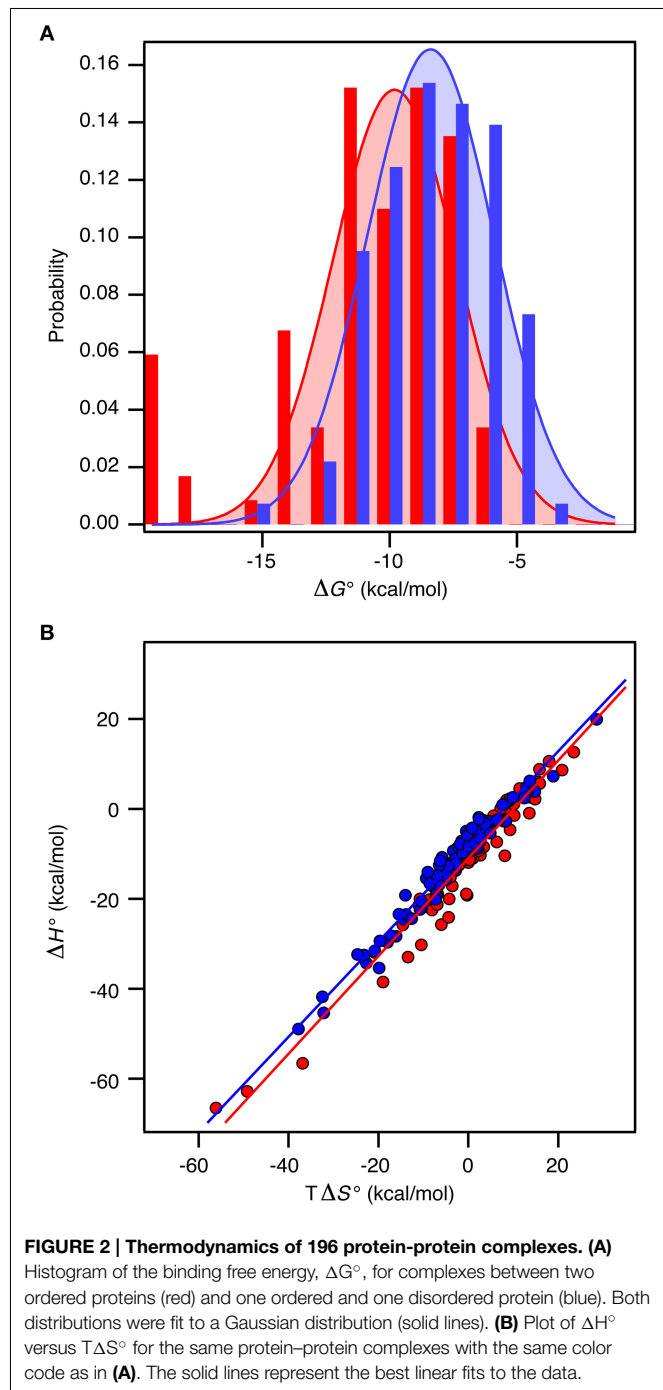 A
0.16
0.14
0.12
0.10
0.08
0.06
0.04
0.02
0.00
Probability
-15
-10
-5
ΔG° (kcal/mol)
B
20
0
-20
-40
-60
ΔH° (kcal/mol)
-60
-40
-20
0
20
TΔS° (kcal/mol)
FIGURE 2 | Thermodynamics of 196 protein-protein complexes. (A)
Histogram of the binding free energy, ΔG°, for complexes between two
ordered proteins (red) and one ordered and one disordered protein (blue). Both
distributions were fit to a Gaussian distribution (solid lines). (B) Plot of ΔH°
versus TΔS° for the same protein–protein complexes with the same color
code as in (A). The solid lines represent the best linear fits to the data.